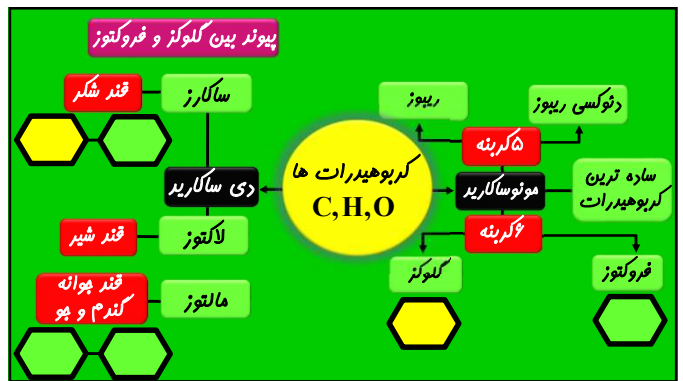 پیوند بین گلوکز و فروکتوز
کربوهیدرات ها
C,H,O
مونوساکارید
ساده ترین
کربوهیدرات
۵کربنه
ریبوز
دئوکسی ریبوز
۶کربنه
گلوکز
فروکتوز
دی ساکارید
ساکارز
قند شکر
لاکتوز
قند شیر
مالتوز
قند جوانه
گندم و جو